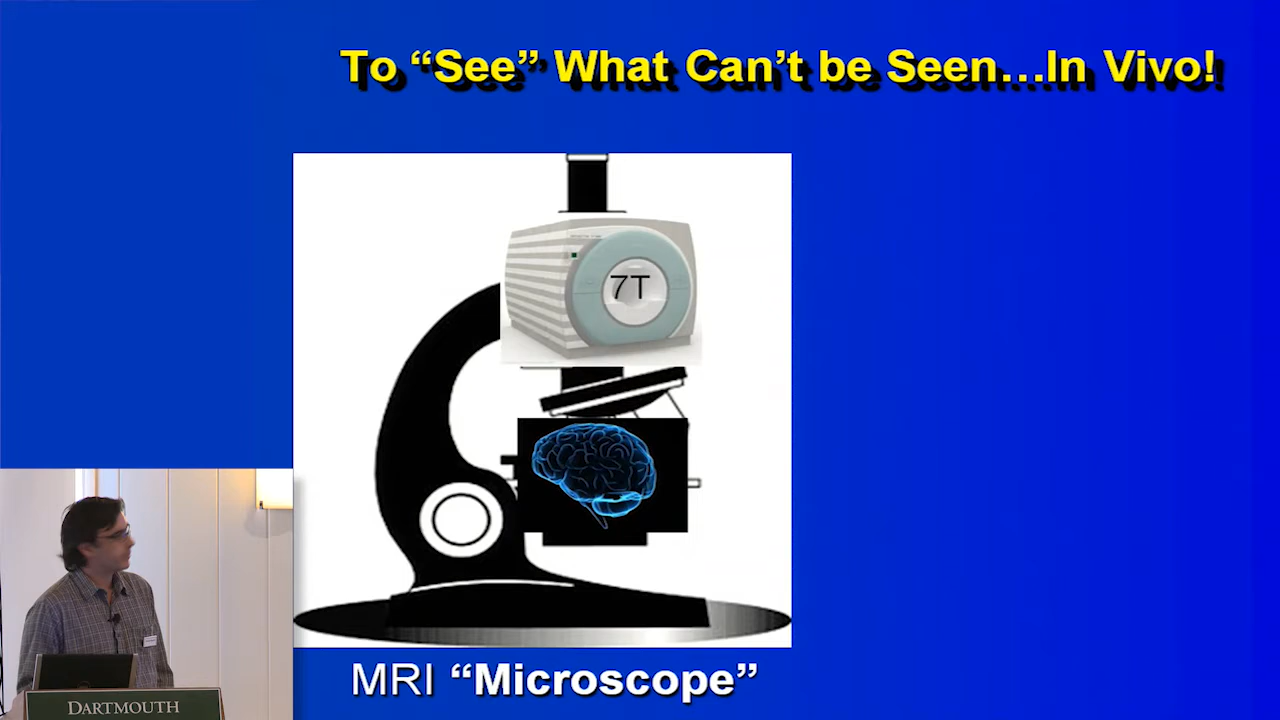 To “See” What Can’t be Seen…In Vivo!
7T
MRI “Microscope”
DARTMOUTH